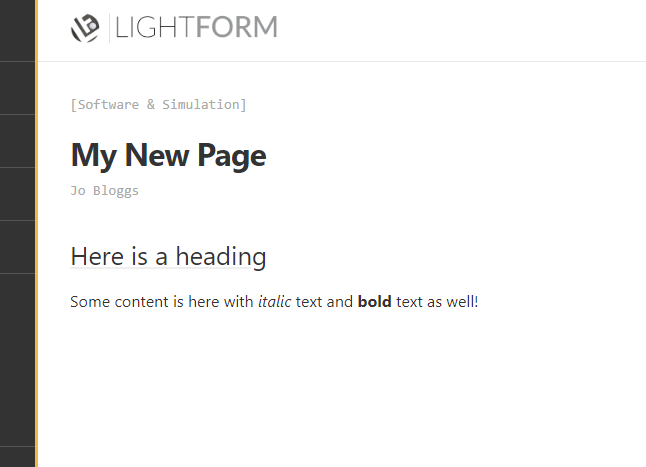 LIGHTFORM
[Software & Simulation]
My New Page
Jo Bloggs
Here is a heading
Some content is here with italic text and bold text as well!